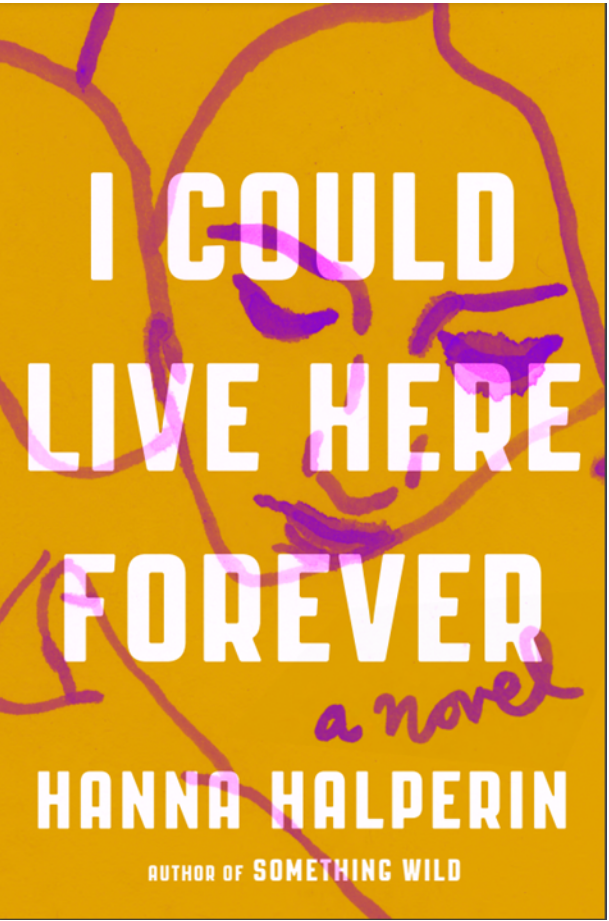 I COULD
LIVE HERE
FOREVER
a novel
HANNA HALPERIN
AUTHOR OF SOMETHING WILD